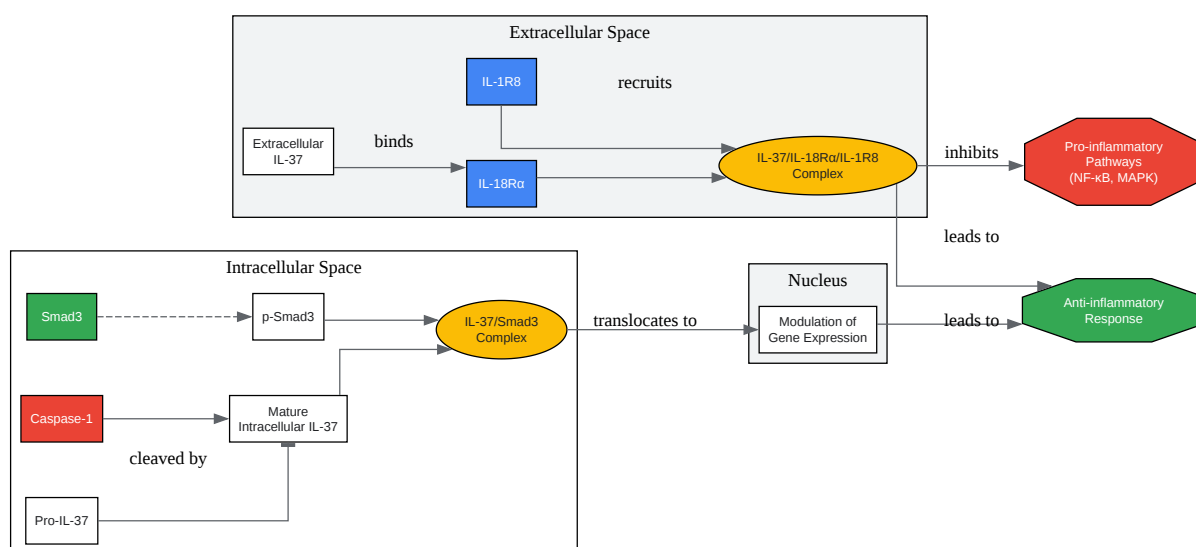 Extracellular Space
IL-1R8
recruits
Extracellular
IL-37
binds
IL-18Rα
IL-37/IL-18Rα/IL-1R8
Complex
inhibits
Pro-inflammatory
Pathways
(NF-κB, MAPK)
leads to
Intracellular Space
Smad3
p-Smad3
IL-37/Smad3
Complex
translocates to
Nucleus
Modulation of
Gene Expression
leads to
Anti-inflammatory
Response
Caspase-1
Mature
Intracellular IL-37
cleaved by
Pro-IL-37